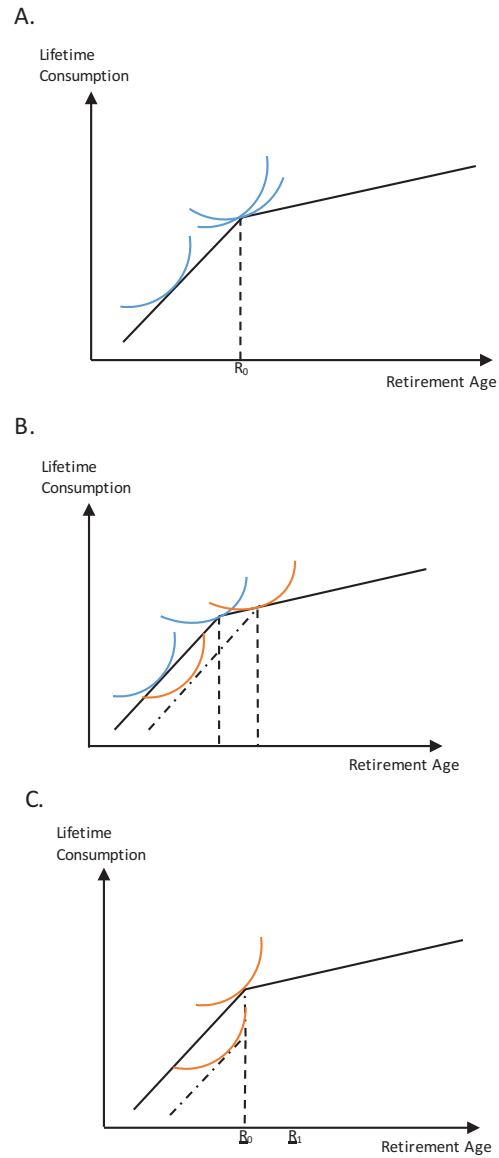 A.
Lifetime
Consumption
R₀
Retirement Age
B.
Lifetime
Consumption
Retirement Age
C.
Lifetime
Consumption
R₀ R₁
Retirement Age